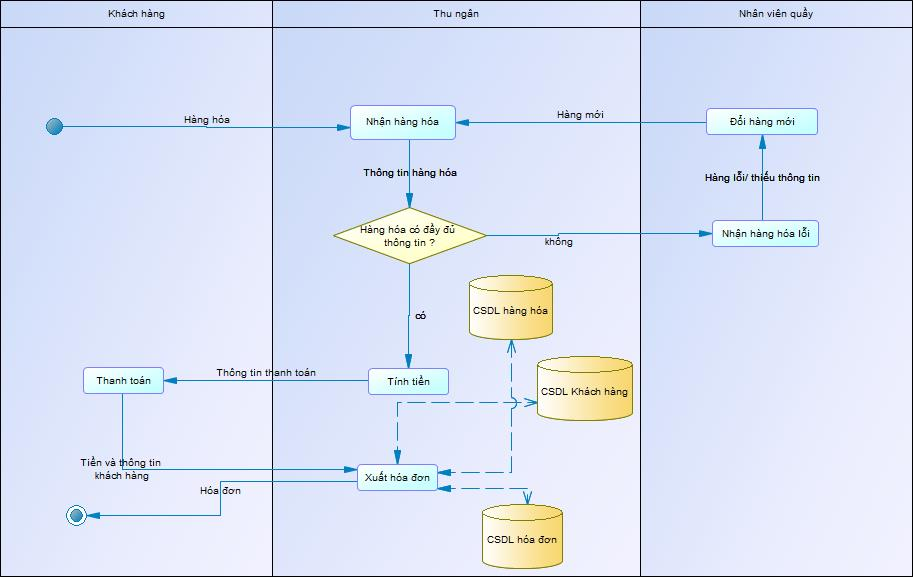 Khách hàng
Thu ngân
Nhân viên quầy
Hàng hóa
Nhận hàng hóa
Hàng mới
Đổi hàng mới
Thông tin hàng hóa
Hàng lỗi/ thiếu thông tin
Hàng hóa có đầy đủ
thông tin ?
không
Nhận hàng hóa lỗi
CSDL hàng hóa
có
Thanh toán
Thông tin thanh toán
Tính tiền
CSDL Khách hàng
Tiền và thông tin
khách hàng
Xuất hóa đơn
Hóa đơn
CSDL hóa đơn